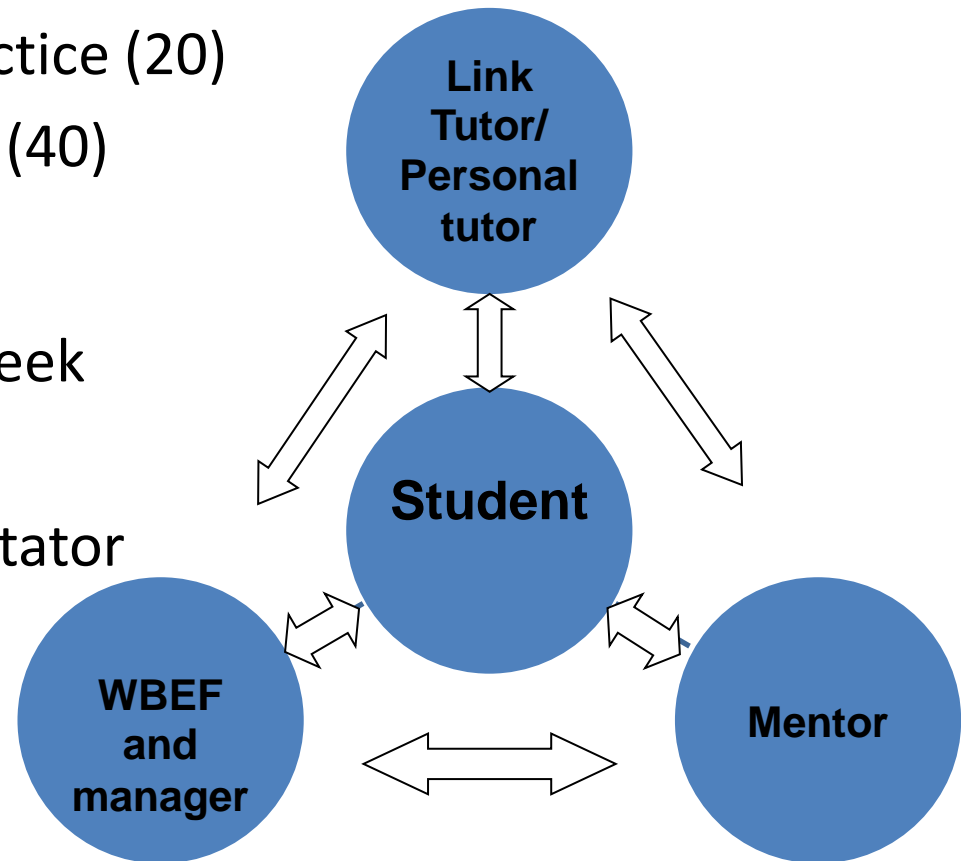 ctice (20)
(40)
eek
tator
Link
Tutor/
Personal
tutor
Student
WBEF
and
manager
Mentor